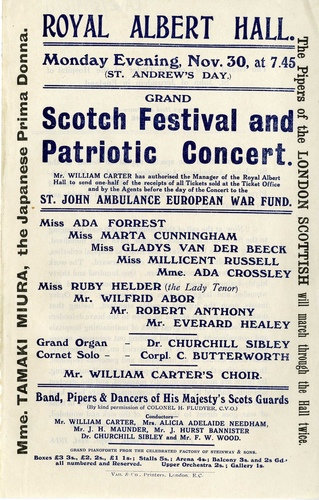 ROYAL ALBERT HALL.
Monday Evening, Nov. 30, at 7.45
(ST. ANDREW'S DAY.)
GRAND
Scotch Festival and
Patriotic Concert.
Mr. WILLIAM CARTER has authorised the Manager of the Royal Albert
Hall to send one-half of the receipts of all Tickets sold at the Ticket Office
and by the Agents before the day of the Concert to the
ST. JOHN AMBULANCE EUROPEAN WAR FUND.
Miss ADA FORREST
Miss MARTA CUNNINGHAM
Miss GLADYS VAN DER BEECK
Miss MILLICENT RUSSELL
Mme. ADA CROSSLEY
Miss RUBY HELDER (the Lady Tenor)
Mr. WILFRID ABOR
Mr. ROBERT ANTHONY
Mr. EVERARD HEALEY
Grand Organ - Dr. CHURCHILL SIBLEY
Cornet Solo - - Corpl. C. BUTTERWORTH
Mr. WILLIAM CARTER'S CHOIR.
Band, Pipers & Dancers of His Majesty's Scots Guards
(By kind permission of COLONEL H. FLUDYER, C.V.O.)
Conductors—
Mr. WILLIAM CARTER, Mrs. ALICIA ADELAIDE NEEDHAM,
Mr. J. H. MAUNDER, Mr. J. HURST BANNISTER
Dr. CHURCHILL SIBLEY and Mr. F. W. WOOD.
GRAND PIANOFORTE FROM THE CELEBRATED FACTORY OF STEINWAY & SONS.
Boxes £3 3s., £2 2s., £1 1s.; Stalls 5s.; Arena 4s.; Balcony 3s. and 2s. 6d.;
all numbered and Reserved. Upper Orchestra 2s.; Gallery 1s.
Printers, London, E.C.
Mme. TAMAKI MIURA, the Japanese Prima Donna.
The Pipers of the LONDON SCOTTISH will march through the Hall twice.